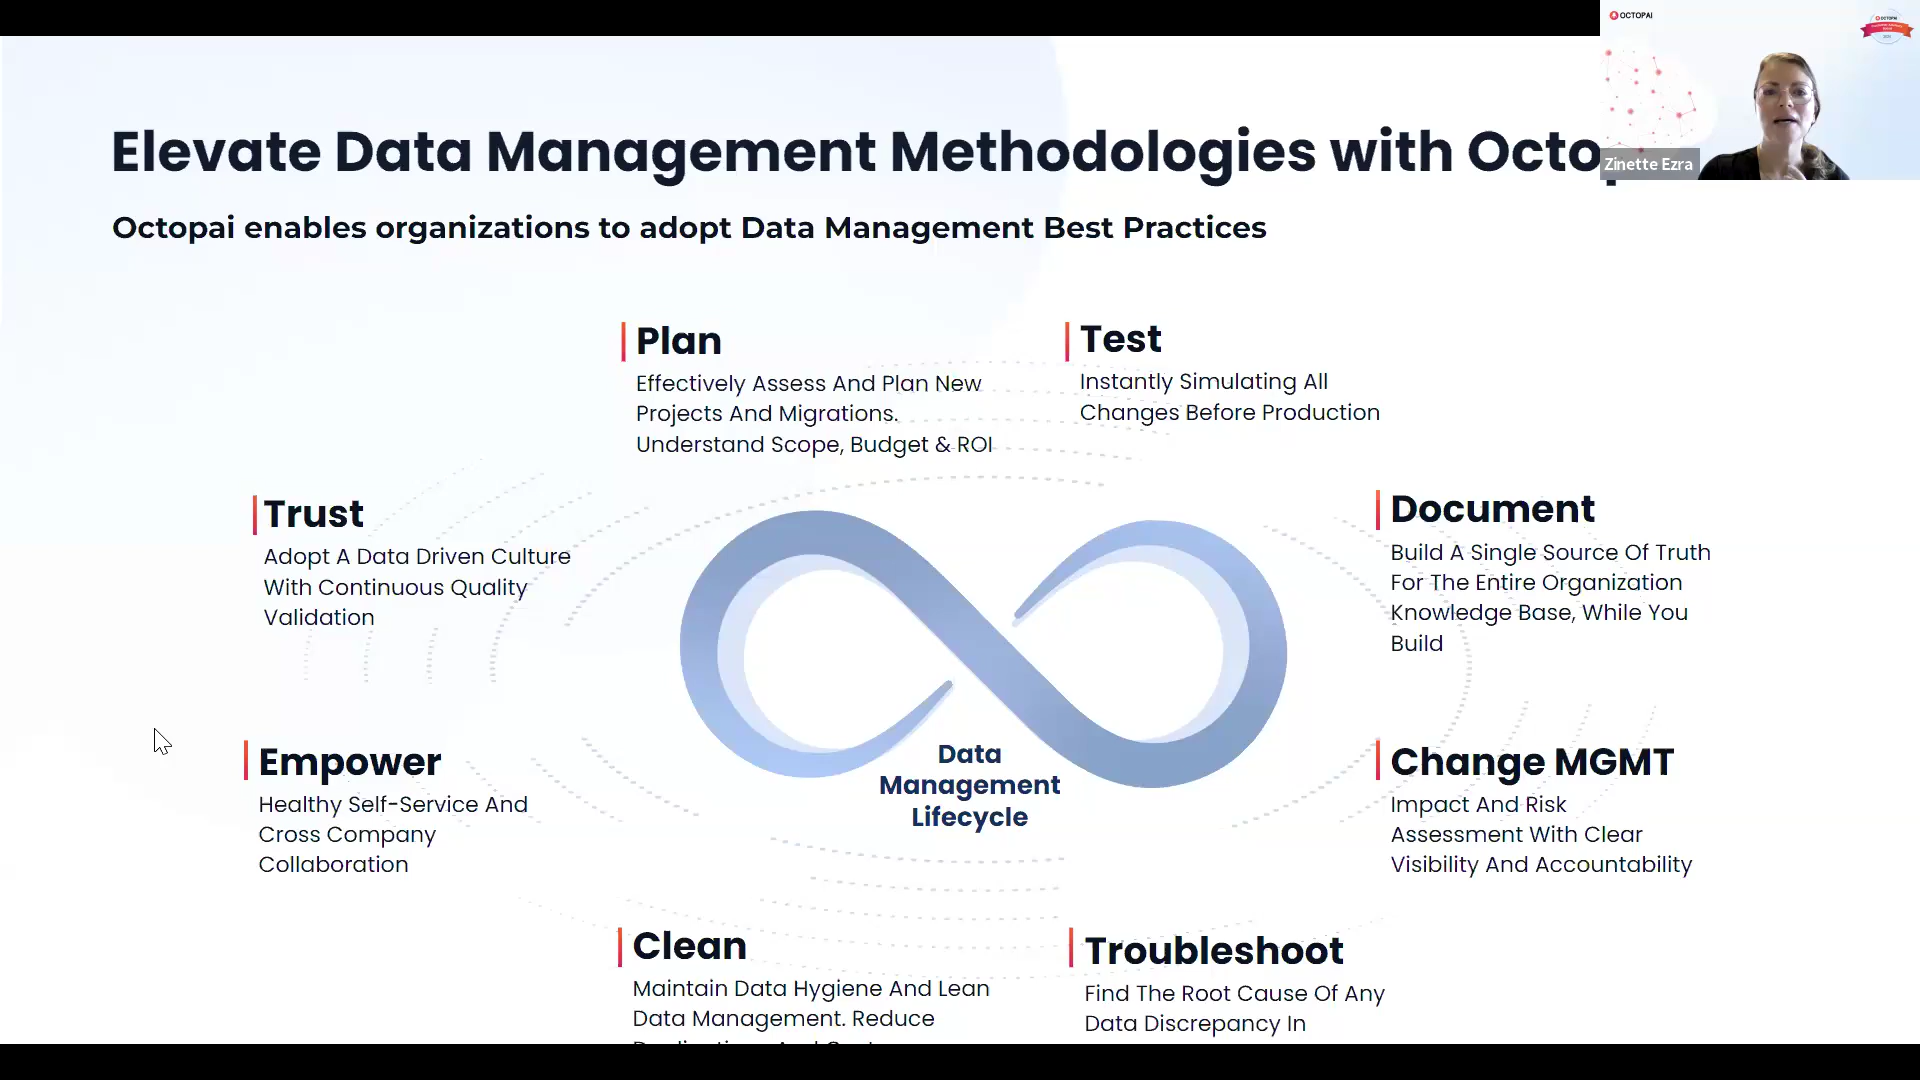 OCTOPAI
OCTOPAI
Zinette Ezra
Elevate Data Management Methodologies with Octo
Octopai enables organizations to adopt Data Management Best Practices
Plan
Effectively Assess And Plan New
Projects And Migrations.
Understand Scope, Budget & ROI
Test
Instantly Simulating All
Changes Before Production
Trust
Adopt A Data Driven Culture
With Continuous Quality
Validation
Document
Build A Single Source Of Truth
For The Entire Organization
Knowledge Base, While You
Build
Data
Management
Lifecycle
Empower
Healthy Self-Service And
Cross Company
Collaboration
Change MGMT
Impact And Risk
Assessment With Clear
Visibility And Accountability
Clean
Maintain Data Hygiene And Lean
Data Management. Reduce
Troubleshoot
Find The Root Cause Of Any
Data Discrepancy In